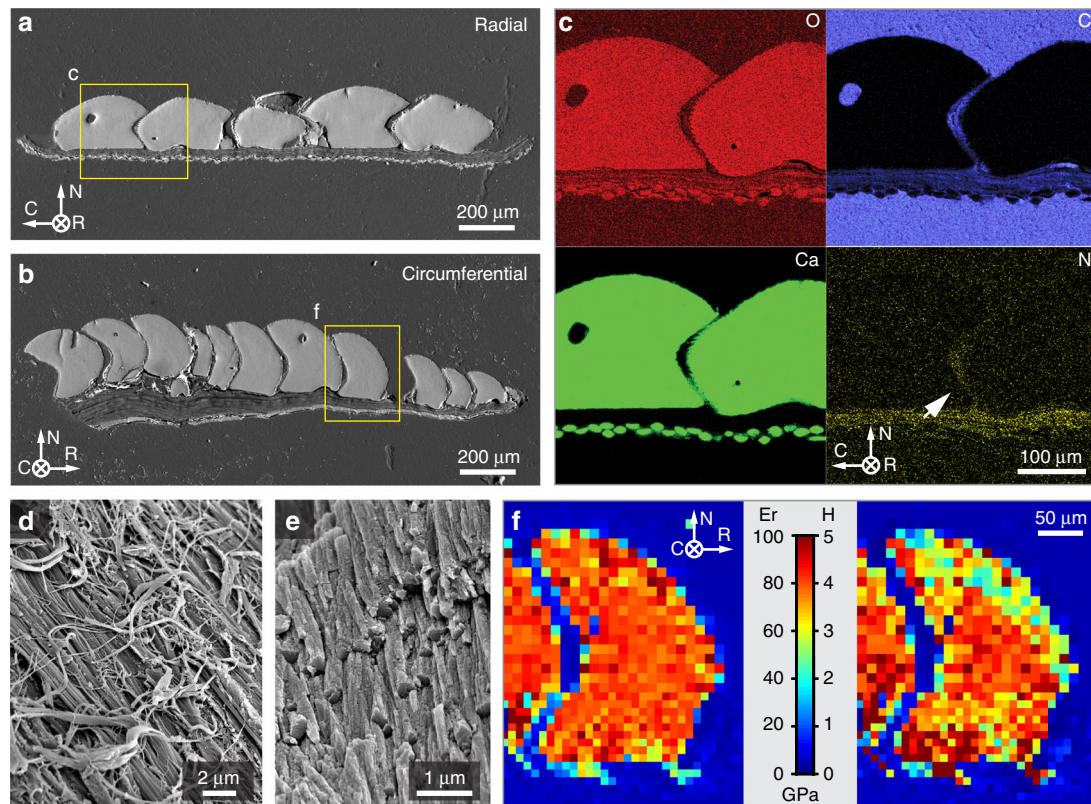 a
Radial
c
N
C
R
200 µm
b
Circumferential
f
N
C
R
200 µm
c
O
C
Ca
N
N
C
R
100 µm
d
2 µm
e
1 µm
f
N
C
R
Er H
100 5
80 4
60 3
40 2
20 1
0 0
GPa
50 µm